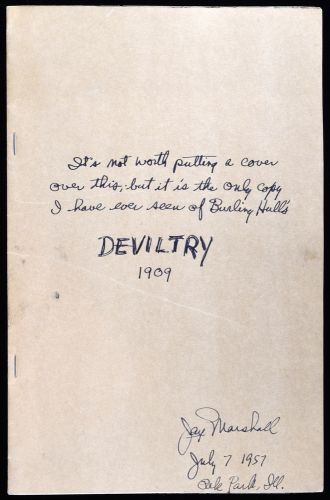 It's not worth putting a cover
over this, but it is the only copy
I have ever seen of Burling Hull's
DEVILTRY
1909
Jay Marshall
July 7 1957
Oak Park Ill.